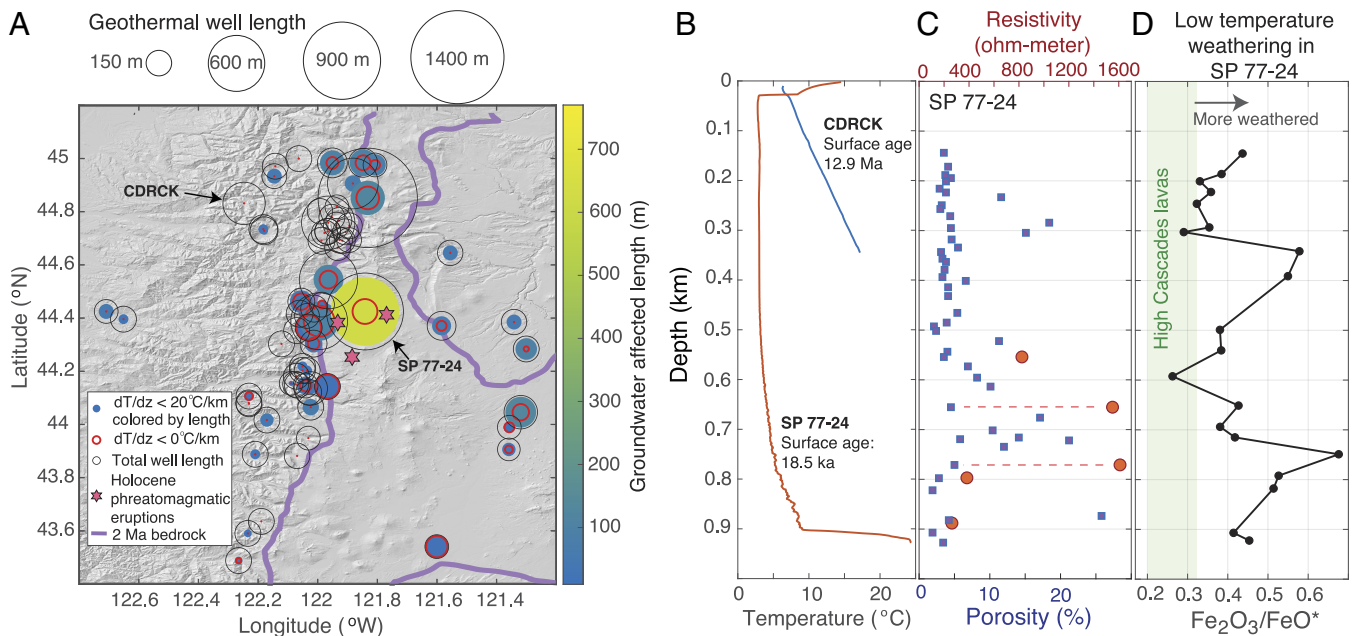 A
Geothermal well length
150 m
600 m
900 m
1400 m
CDRCK
SP 77-24
Latitude (°N)
45
44.8
44.6
44.4
44.2
44
43.8
43.6
dT/dz < 20°C/km
colored by length
dT/dz < 0°C/km
Total well length
Holocene
phreatomagmatic
eruptions
2 Ma bedrock
122.6
122.4
122.2
122
121.8
121.6
121.4
Longitude (°W)
700
600
500
400
300
200
100
Groundwater affected length (m)
B
0
0.1
0.2
0.3
0.4
0.5
0.6
0.7
0.8
0.9
Depth (km)
CDRCK
Surface age
12.9 Ma
SP 77-24
Surface age:
18.5 ka
0
10
20
Temperature (°C)
C
Resistivity
(ohm-meter)
0
400
800
1200
1600
SP 77-24
0
10
20
Porosity (%)
D
Low temperature
weathering in
SP 77-24
More weathered
High Cascades lavas
0.2
0.3
0.4
0.5
0.6
0.7
Fe₂O₃/FeO*